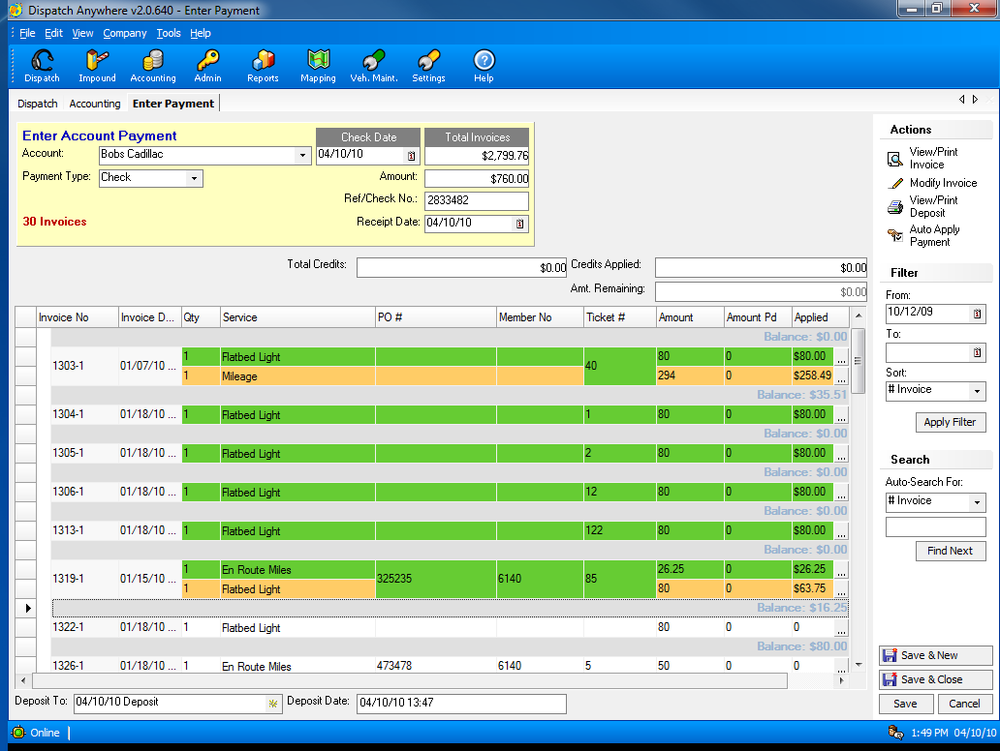 Dispatch Anywhere v2.0.640 - Enter Payment
File Edit View Company Tools Help
Dispatch Impound Accounting Admin Reports Mapping Veh. Maint. Settings Help
Dispatch Accounting Enter Payment
Enter Account Payment
Account: Bobs Cadillac
Payment Type: Check
30 Invoices
Check Date
04/10/10
Total Invoices
$2,799.76
Amount: $760.00
Ref/Check No.: 2833482
Receipt Date: 04/10/10
Total Credits: $0.00 Credits Applied: $0.00
Amt. Remaining: $0.00
Invoice No Invoice D... Qty Service PO # Member No Ticket # Amount Amount Pd Applied
Balance: $0.00
1303-1 01/07/10 ... 1 Flatbed Light 40 80 0 $80.00 ...
1 Mileage 294 0 $258.49 ...
Balance: $35.51
1304-1 01/18/10 ... 1 Flatbed Light 1 80 0 $80.00 ...
Balance: $0.00
1305-1 01/18/10 ... 1 Flatbed Light 2 80 0 $80.00 ...
Balance: $0.00
1306-1 01/18/10 ... 1 Flatbed Light 12 80 0 $80.00 ...
Balance: $0.00
1313-1 01/18/10 ... 1 Flatbed Light 122 80 0 $80.00 ...
Balance: $0.00
1319-1 01/15/10 ... 1 En Route Miles 325235 6140 85 26.25 0 $26.25 ...
1 Flatbed Light 80 0 $63.75 ...
Balance: $16.25
1322-1 01/18/10 ... 1 Flatbed Light 80 0 0 ...
Balance: $80.00
1326-1 01/18/10 ... 1 En Route Miles 473478 6140 5 50 0 0 ...
Deposit To: 04/10/10 Deposit Deposit Date: 04/10/10 13:47
Actions
View/Print
Invoice
Modify Invoice
View/Print
Deposit
Auto Apply
Payment
Filter
From:
10/12/09
To:
Sort:
# Invoice
Apply Filter
Search
Auto-Search For:
# Invoice
Find Next
Save & New
Save & Close
Save Cancel
Online 1:49 PM 04/10/10